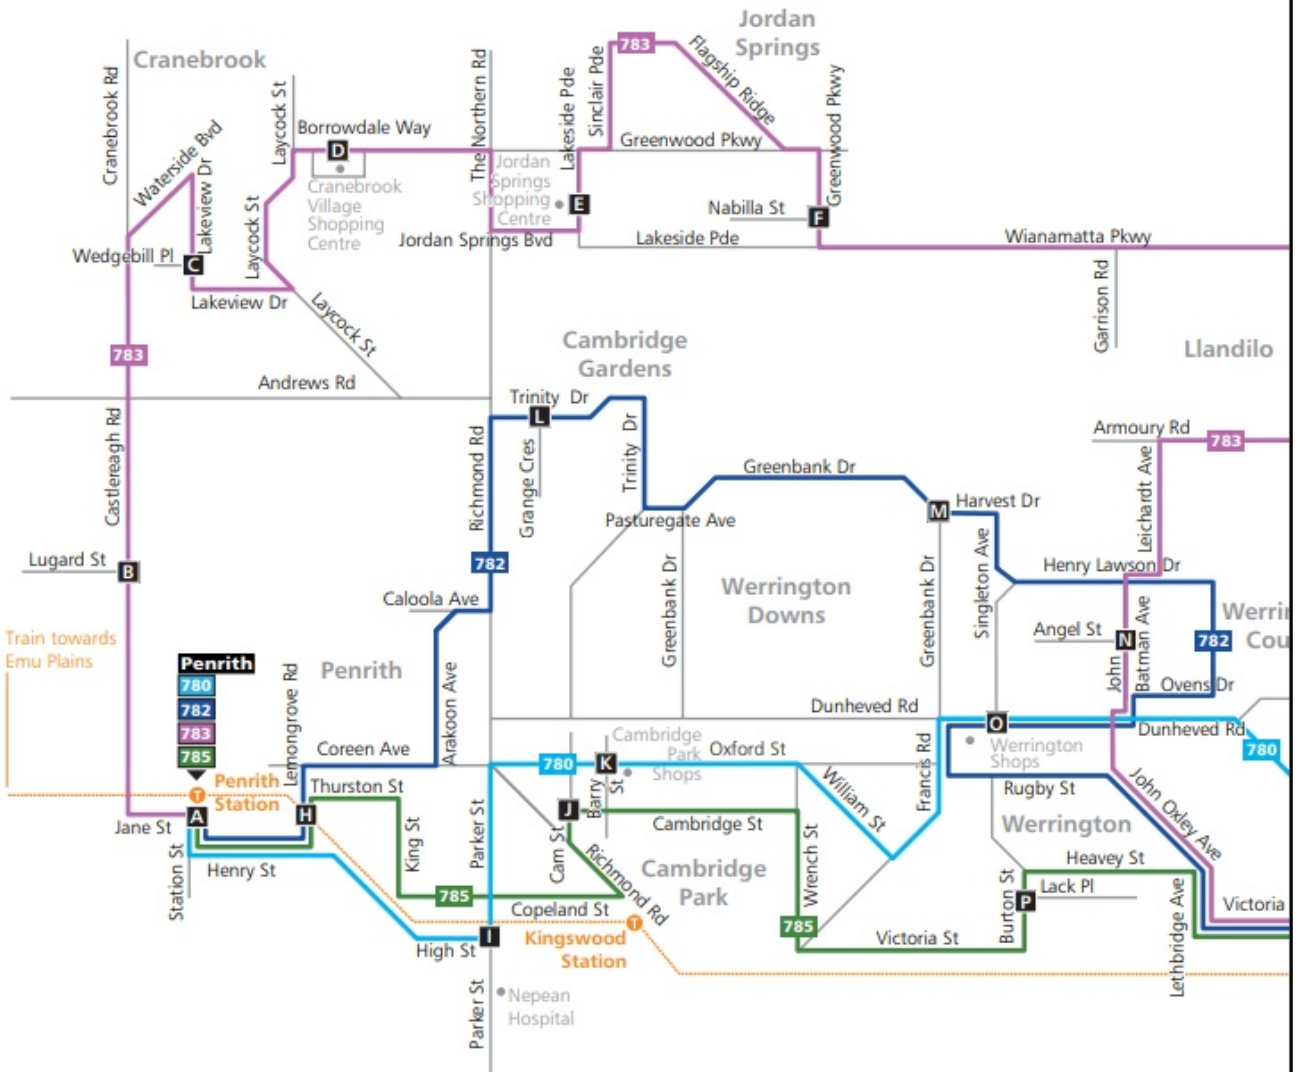 Jordan
Springs
Cranebrook
783
Flagship Ridge
Sinclair Pde
Cranebrook Rd
Laycock St
The Northern Rd
Lakeside Pde
Greenwood Pkwy
Borrowdale Way
D
Greenwood Pkwy
Waterside Bvd
Lakeview Dr
Cranebrook
Village
Shopping
Centre
Jordan
Springs
Shopping
Centre
E
Nabilla St
F
Laycock St
Wedgebill Pl
C
Jordan Springs Bvd
Lakeside Pde
Wianamatta Pkwy
Lakeview Dr
Laycock St
Garrison Rd
783
Cambridge
Gardens
Llandilo
Andrews Rd
Trinity Dr
L
Castlereagh Rd
Richmond Rd
Grange Cres
Trinity Dr
Armoury Rd
783
Leichardt Ave
Greenbank Dr
M
Harvest Dr
Pasturegate Ave
Lugard St
B
782
Greenbank Dr
Werrington
Downs
Greenbank Dr
Singleton Ave
Henry Lawson Dr
Caloola Ave
Werrin
Cou
Train towards
Emu Plains
Angel St
N
John
Batman Ave
782
Penrith
780
782
783
785
Penrith
Lemongrove Rd
Arakoon Ave
Ovens Dr
Dunheved Rd
O
Dunheved Rd
780
Coreen Ave
Cambridge
Park
Shops
Oxford St
780
K
Werrington
Shops
Francis Rd
T
Penrith
Station
Thurston St
Barry
St
William St
Rugby St
John Oxley Ave
Jane St
A
H
J
Cambridge St
Werrington
King St
Parker St
Cam St
Richmond Rd
Cambridge
Park
Wrench St
Heavey St
Station St
Henry St
Burton St
Lack Pl
P
785
Copeland St
T
785
Lethbridge Ave
Victoria
High St
I
Kingswood
Station
Victoria St
Parker St
Nepean
Hospital